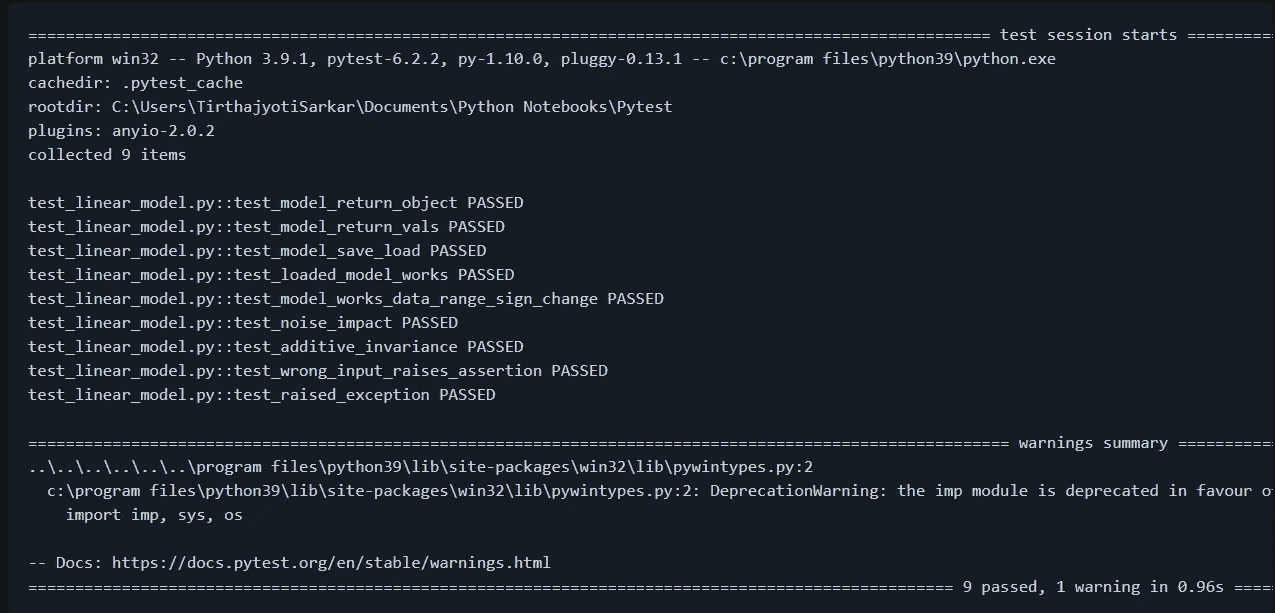 ==================================================================================================== test session starts =========
platform win32 -- Python 3.9.1, pytest-6.2.2, py-1.10.0, pluggy-0.13.1 -- c:\program files\python39\python.exe
cachedir: .pytest_cache
rootdir: C:\Users\TirthajyotiSarkar\Documents\Python Notebooks\Pytest
plugins: anyio-2.0.2
collected 9 items
test_linear_model.py::test_model_return_object PASSED
test_linear_model.py::test_model_return_vals PASSED
test_linear_model.py::test_model_save_load PASSED
test_linear_model.py::test_loaded_model_works PASSED
test_linear_model.py::test_model_works_data_range_sign_change PASSED
test_linear_model.py::test_noise_impact PASSED
test_linear_model.py::test_additive_invariance PASSED
test_linear_model.py::test_wrong_input_raises_assertion PASSED
test_linear_model.py::test_raised_exception PASSED
========================================================================================================= warnings summary ==========
..\..\..\..\..\..\program files\python39\lib\site-packages\win32\lib\pywintypes.py:2
c:\program files\python39\lib\site-packages\win32\lib\pywintypes.py:2: DeprecationWarning: the imp module is deprecated in favour
import imp, sys, os
-- Docs: https://docs.pytest.org/en/stable/warnings.html
=================================================================================================== 9 passed, 1 warning in 0.96s ====